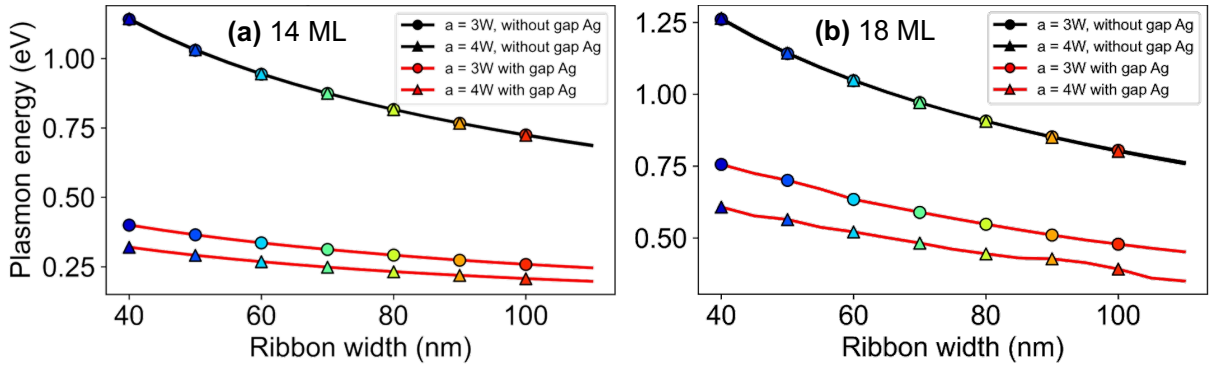 Plasmon energy (eV)
(a) 14 ML
a = 3W, without gap Ag
a = 4W, without gap Ag
a = 3W with gap Ag
a = 4W with gap Ag
1.00
0.75
0.50
0.25
40 60 80 100
Ribbon width (nm)
(b) 18 ML
a = 3W, without gap Ag
a = 4W, without gap Ag
a = 3W with gap Ag
a = 4W with gap Ag
1.25
1.00
0.75
0.50
40 60 80 100
Ribbon width (nm)